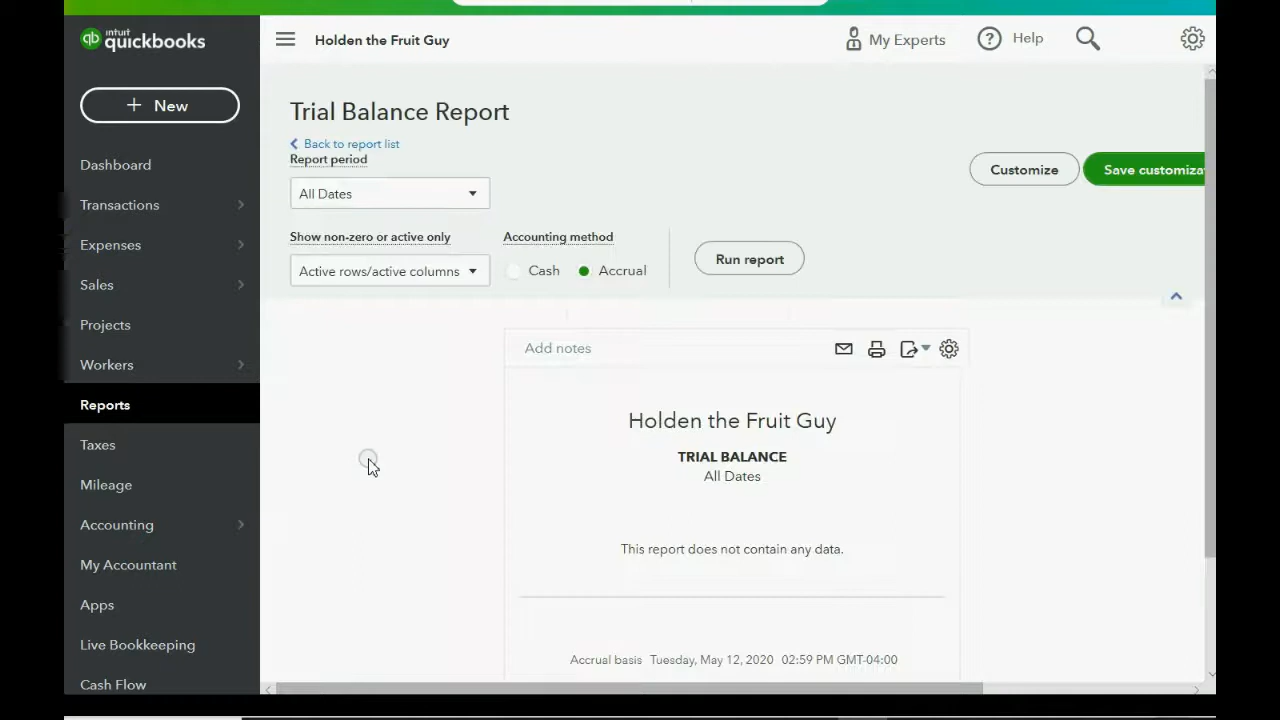 intuit
quickbooks
Holden the Fruit Guy
My Experts
Help
+ New
Dashboard
Transactions
Expenses
Sales
Projects
Workers
Reports
Taxes
Mileage
Accounting
My Accountant
Apps
Live Bookkeeping
Cash Flow
Trial Balance Report
Back to report list
Report period
All Dates
Customize
Save customiza
Show non-zero or active only
Accounting method
Active rows/active columns
Cash
Accrual
Run report
Add notes
Holden the Fruit Guy
TRIAL BALANCE
All Dates
This report does not contain any data.
Accrual basis Tuesday, May 12, 2020 02:59 PM GMT-04:00